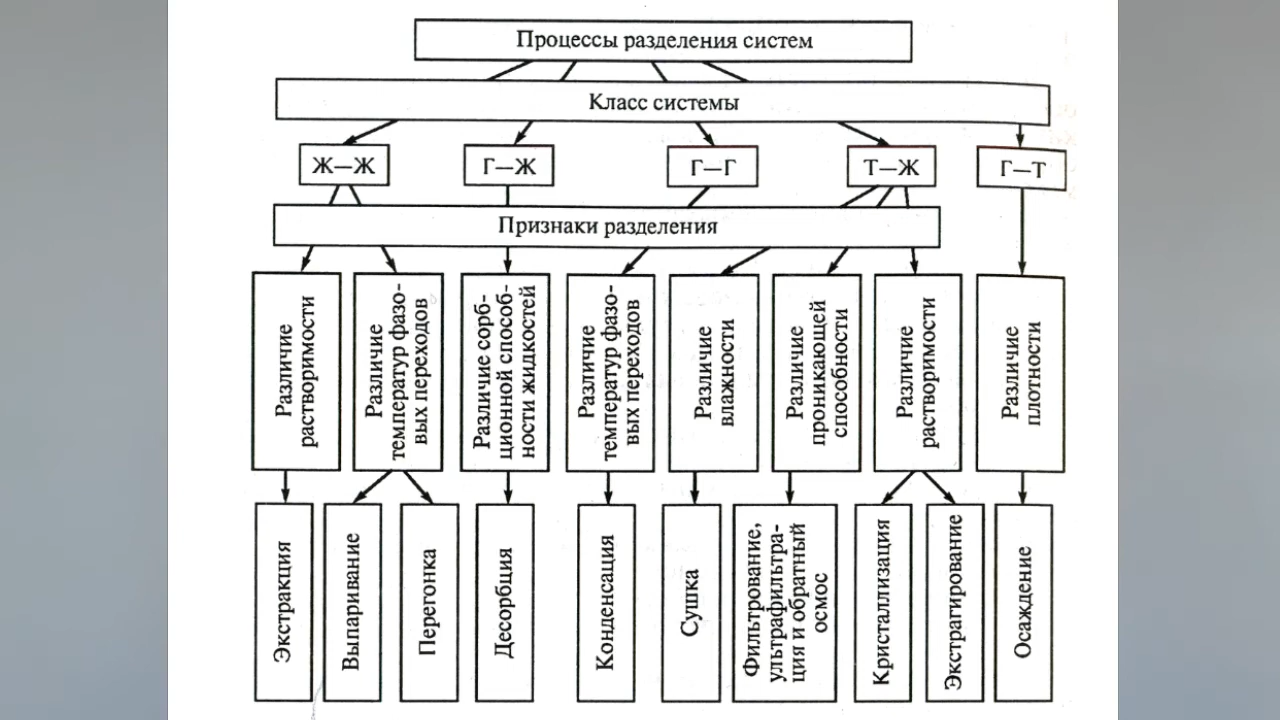 Процессы разделения систем
Класс системы
Ж—Ж
Г—Ж
Г—Г
Т—Ж
Г—Т
Признаки разделения
Различие
растворимости
Различие
температур фазо-
вых переходов
Различие сорб-
ционной способ-
ности жидкостей
Различие
температур фазо-
вых переходов
Различие
влажности
Различие
проникающей
способности
Различие
растворимости
Различие
плотности
Экстракция
Выпаривание
Перегонка
Десорбция
Конденсация
Сушка
Фильтрование,
ультрафильтра-
ция и обратный
осмос
Кристаллизация
Экстрагирование
Осаждение